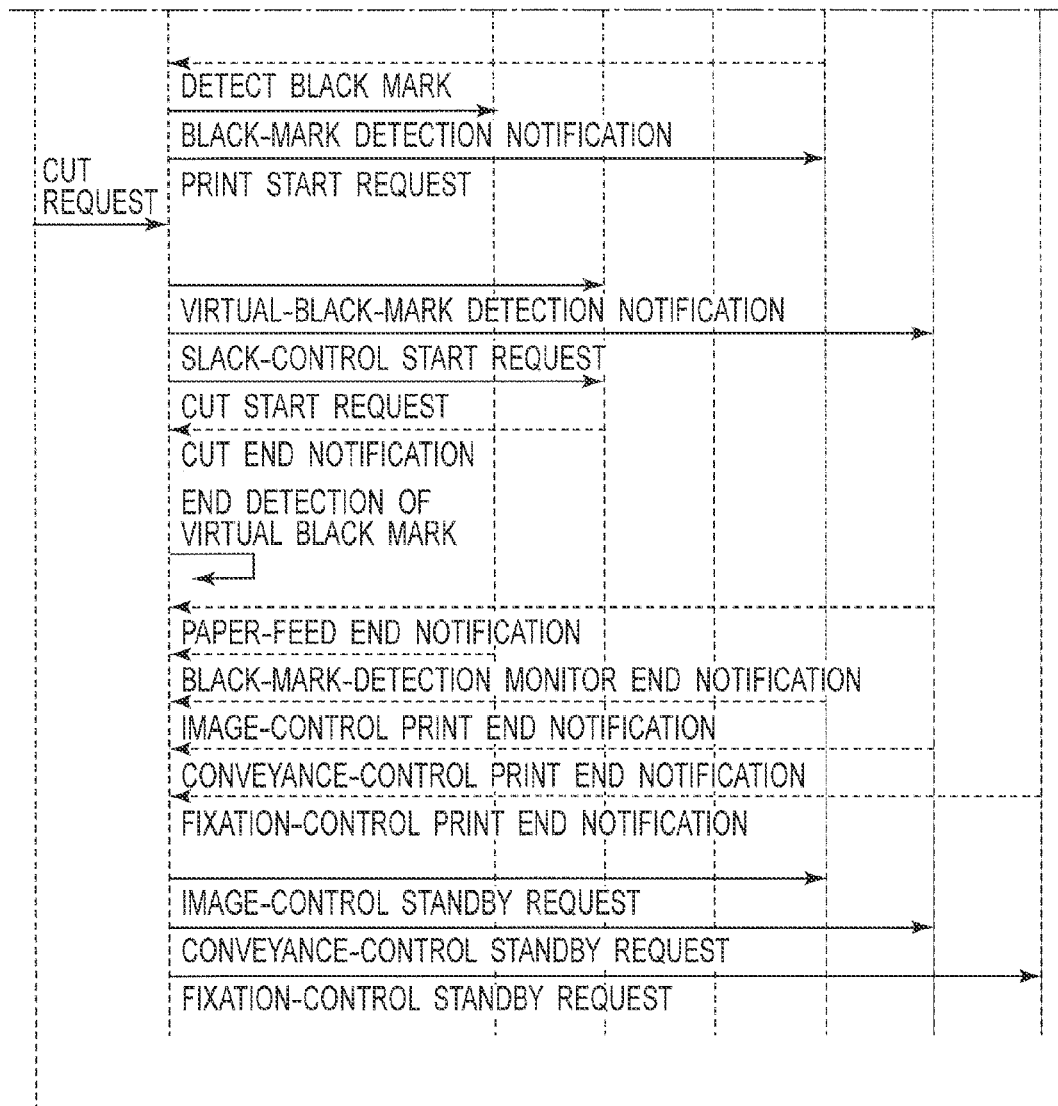 DETECT BLACK MARK
BLACK-MARK DETECTION NOTIFICATION
CUT
REQUEST
PRINT START REQUEST
VIRTUAL-BLACK-MARK DETECTION NOTIFICATION
SLACK-CONTROL START REQUEST
CUT START REQUEST
CUT END NOTIFICATION
END DETECTION OF
VIRTUAL BLACK MARK
PAPER-FEED END NOTIFICATION
BLACK-MARK-DETECTION MONITOR END NOTIFICATION
IMAGE-CONTROL PRINT END NOTIFICATION
CONVEYANCE-CONTROL PRINT END NOTIFICATION
FIXATION-CONTROL PRINT END NOTIFICATION
IMAGE-CONTROL STANDBY REQUEST
CONVEYANCE-CONTROL STANDBY REQUEST
FIXATION-CONTROL STANDBY REQUEST